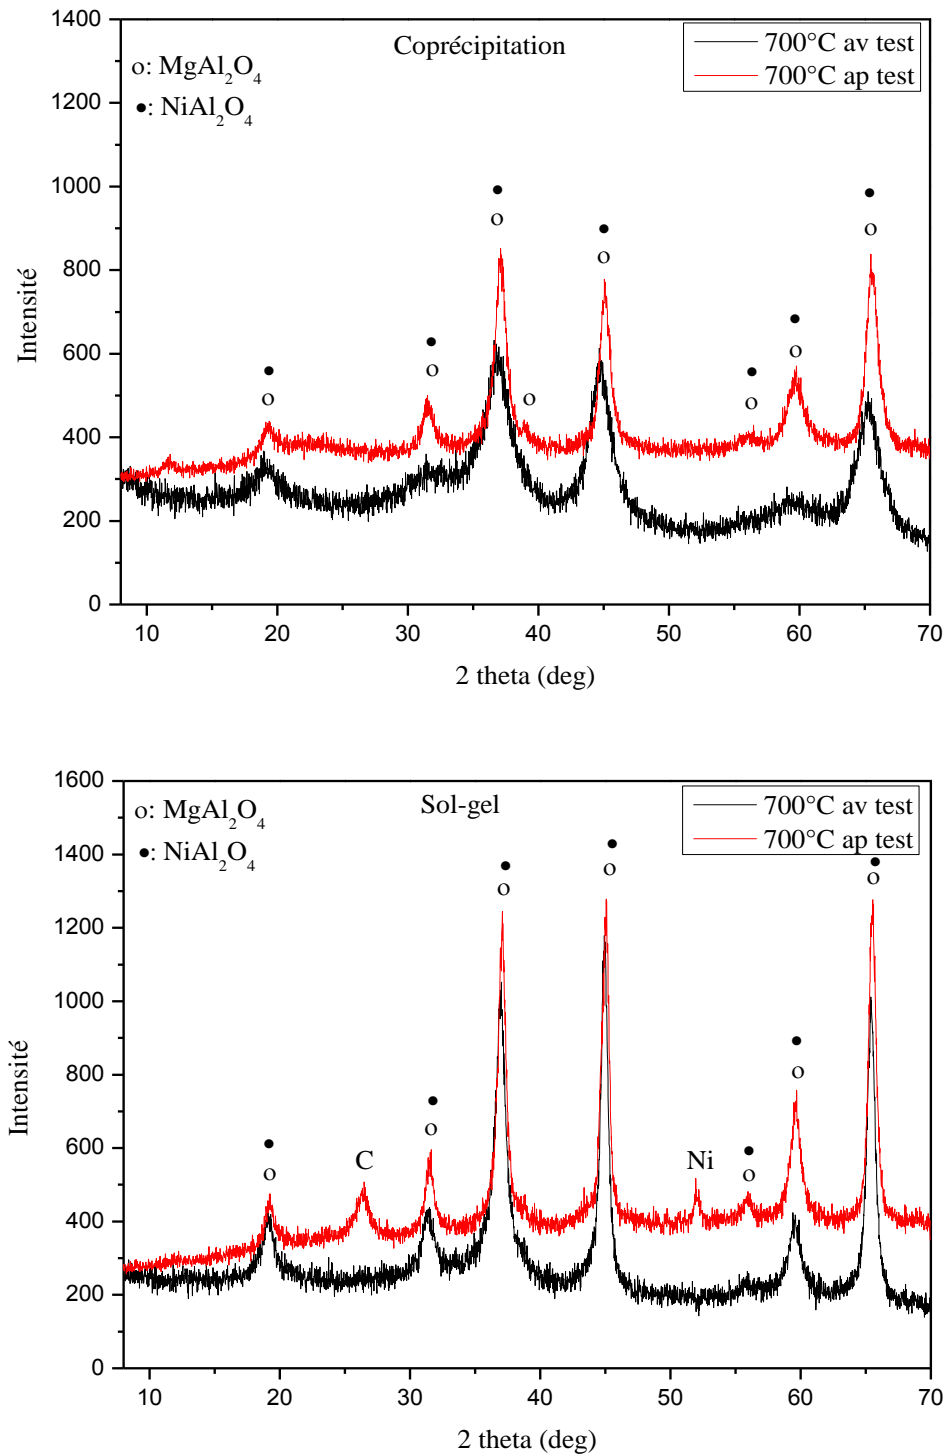 1400
Coprécipitation
700°C av test
700°C ap test
o: MgAl2O4
●: NiAl2O4
1200
1000
800
600
400
200
0
o
o
o
o
o
o
o
o
Intensité
10 20 30 40 50 60 70
2 theta (deg)
1600
Sol-gel
700°C av test
700°C ap test
o: MgAl2O4
●: NiAl2O4
1400
1200
1000
800
600
400
200
0
o
o
o
o
o
C
o
Ni
o
o
Intensité
10 20 30 40 50 60 70
2 theta (deg)